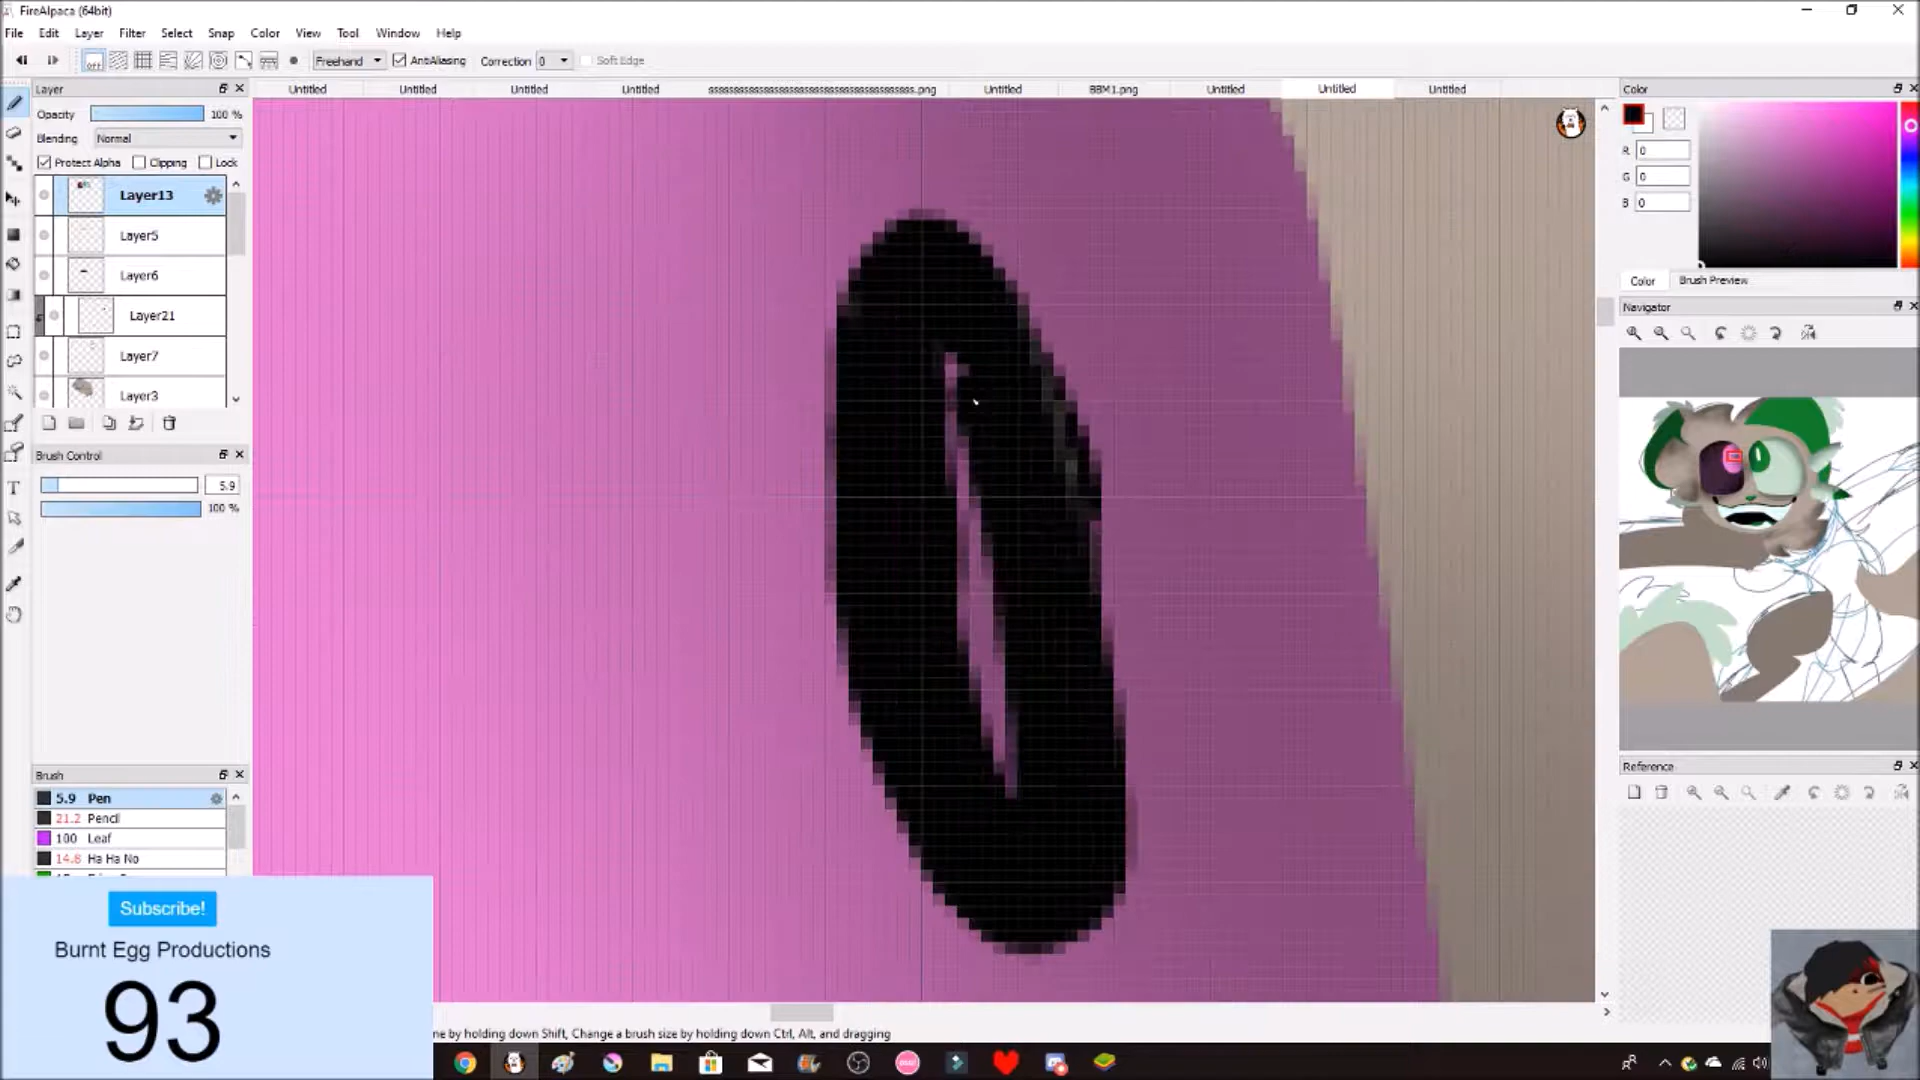 FireAlpaca (64bit)
File Edit Layer Filter Select Snap Color View Tool Window Help
off Freehand AntiAliasing Correction 0 Soft Edge
Layer
Untitled Untitled Untitled Untitled Untitled BBM1.png Untitled Untitled Untitled
Color
Opacity 100 %
Blending Normal
Protect Alpha Clipping Lock
R 0
G 0
B 0
Layer13
Layer5
Layer6
Layer21
Layer7
Layer3
Color Brush Preview
Navigator
Brush Control
5.9
100 %
Reference
Brush
5.9 Pen
21.2 Pencil
100 Leaf
14.8 Ha Ha No
Subscribe!
Burnt Egg Productions
93
ne by holding down Shift, Change a brush size by holding down Ctrl, Alt, and dragging